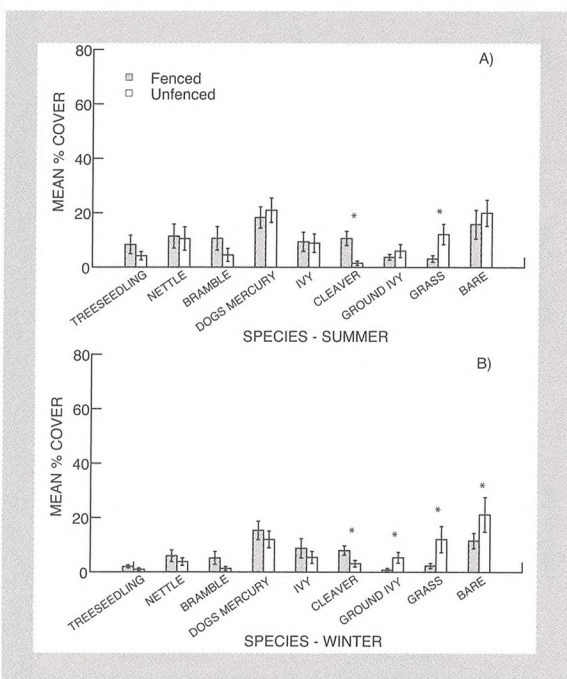 A)
80
Fenced
Unfenced
60
MEAN % COVER
40
*
*
20
0
TREESEEDLING
NETTLE
BRAMBLE
DOGS MERCURY
IVY
CLEAVER
GROUND IVY
GRASS
BARE
SPECIES - SUMMER
B)
80
60
MEAN % COVER
40
*
*
*
*
20
0
TREESEEDLING
NETTLE
BRAMBLE
DOGS MERCURY
IVY
CLEAVER
GROUND IVY
GRASS
BARE
SPECIES - WINTER